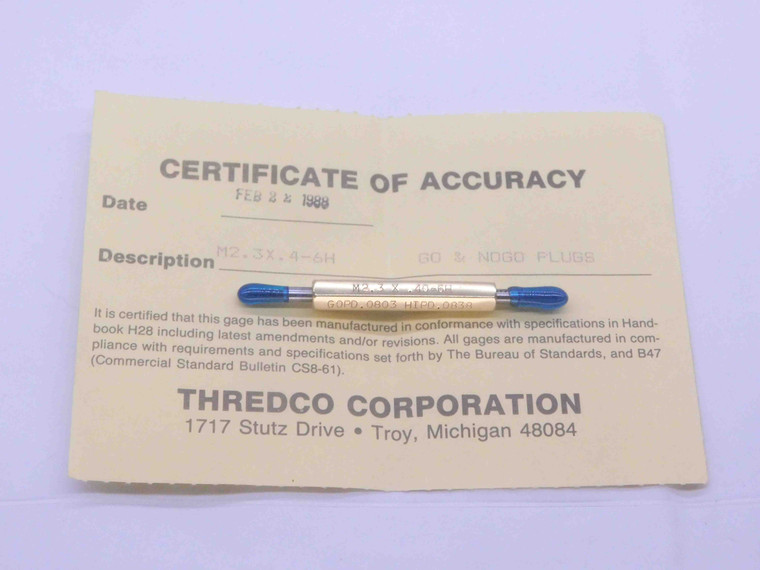 CERTIFICATE OF ACCURACY
Date FEB 22 1988
Description M2.3X.4-6H GO & NOGO PLUGS
M2.3 X .40-6H
GOPD.0803 HIPD.0838
It is certified that this gage has been manufactured in conformance with specifications in Hand-
book H28 including latest amendments and/or revisions. All gages are manufactured in com-
pliance with requirements and specifications set forth by The Bureau of Standards, and B47
(Commercial Standard Bulletin CS8-61).
THREDCO CORPORATION
1717 Stutz Drive • Troy, Michigan 48084